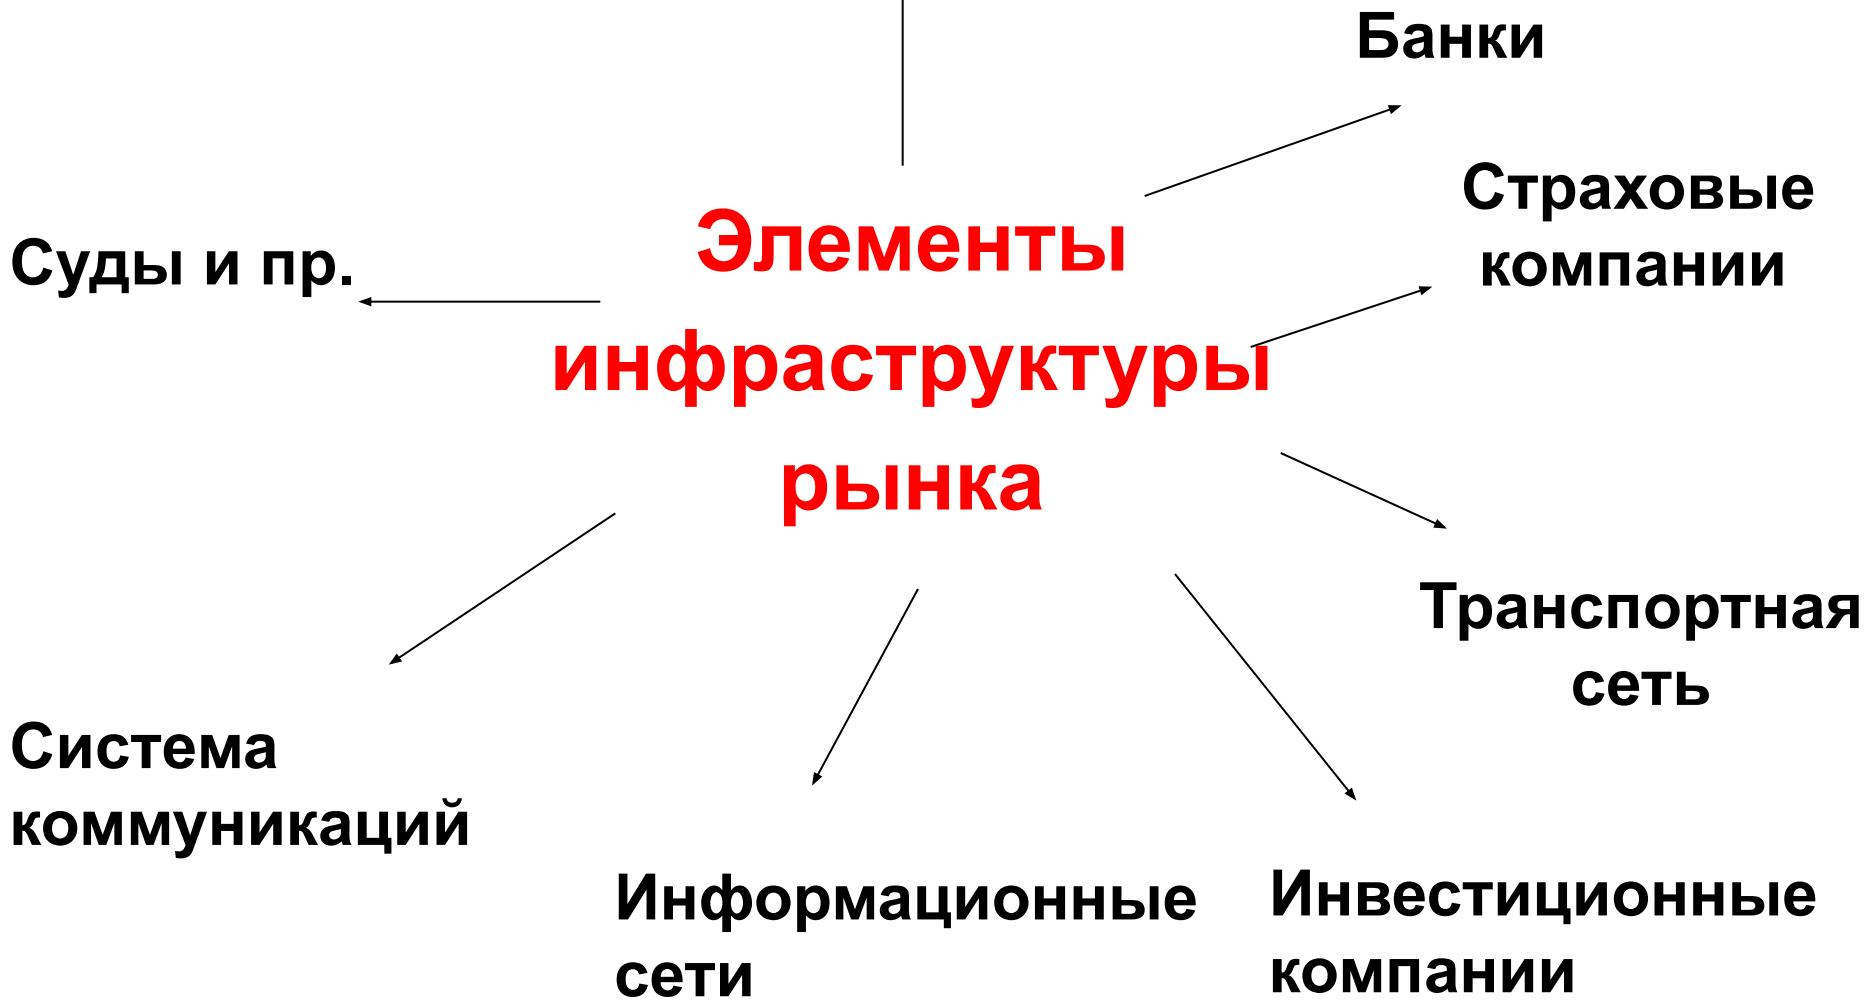 Банки
Страховые
компании
Суды и пр.
Элементы
инфраструктуры
рынка
Транспортная
сеть
Система
коммуникаций
Информационные
сети
Инвестиционные
компании